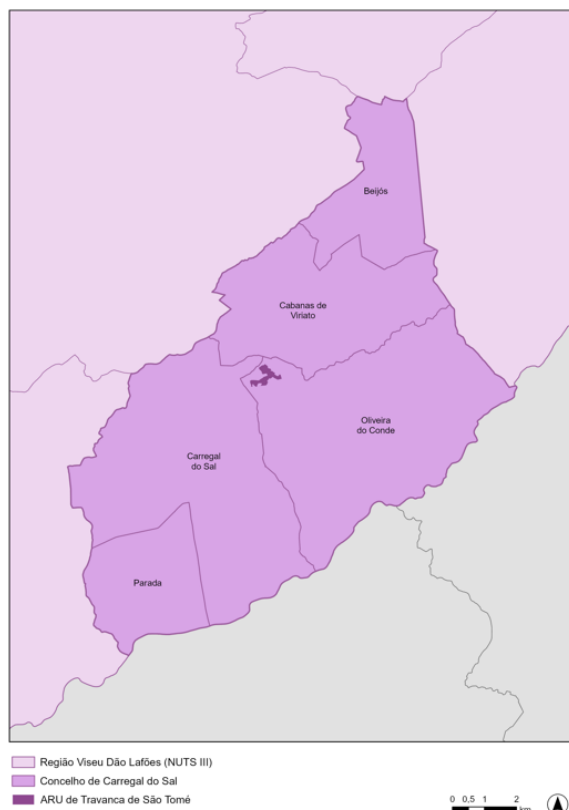 Beijós
Cabanas de
Viriato
Oliveira
do Conde
Carregal
do Sal
Parada
Região Viseu Dão Lafões (NUTS III)
Concelho de Carregal do Sal
ARU de Travanca de São Tomé
0 0,5 1 2
km